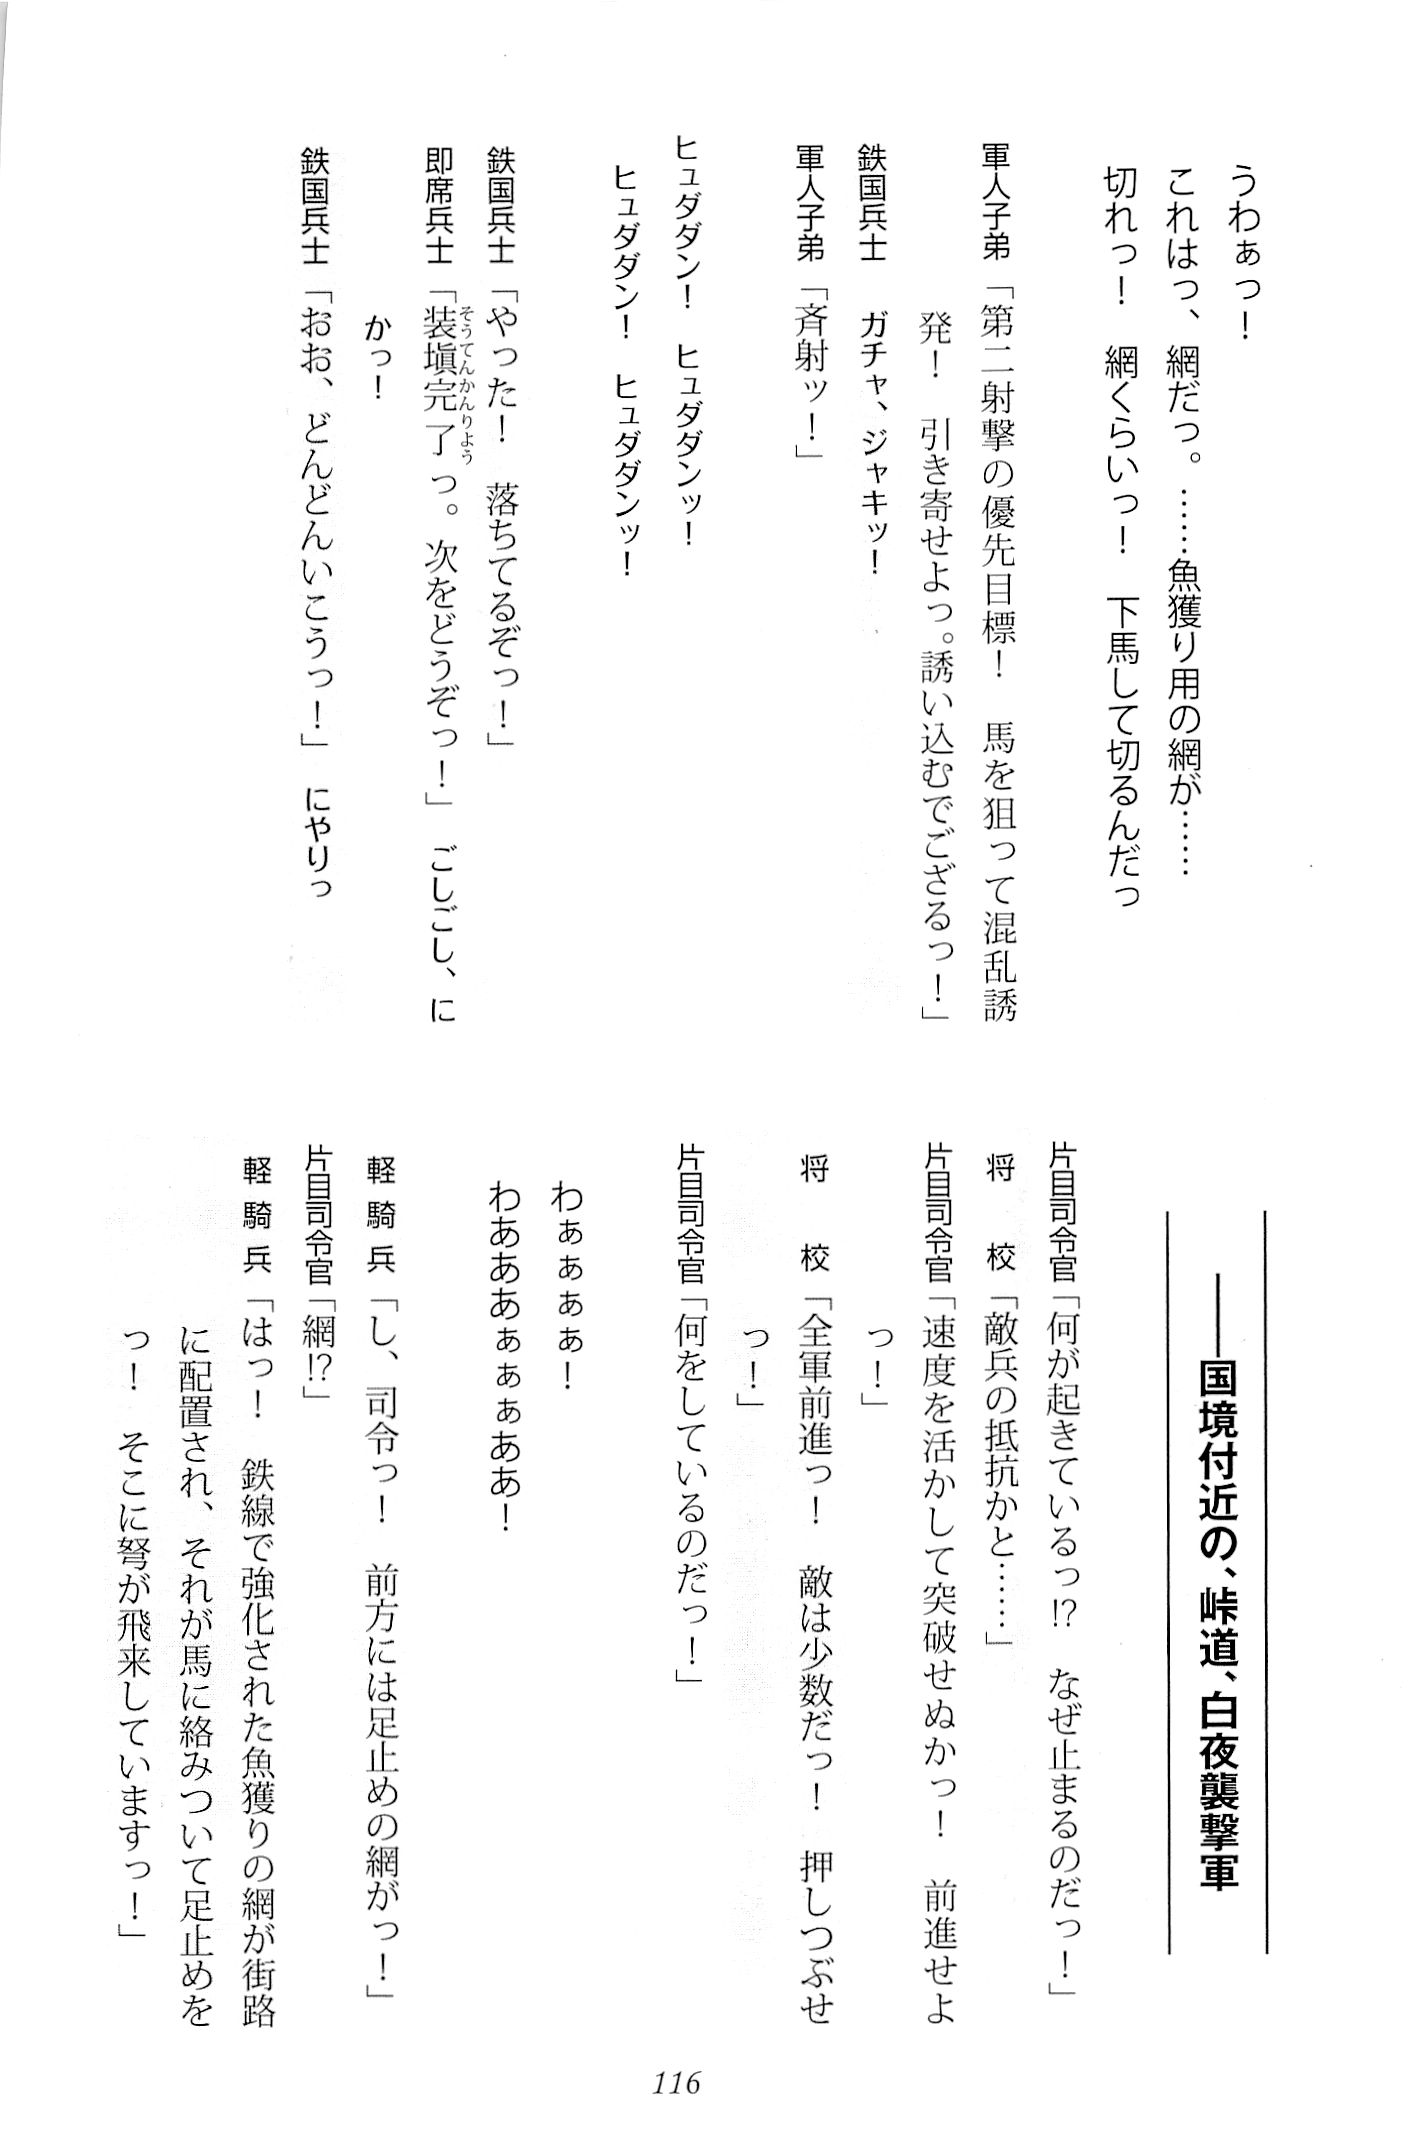 うわぁっ！
これはっ、網だっ。……魚獲り用の網が……
切れっ！　網くらいっ！　下馬して切るんだっ
軍人子弟「第二射撃の優先目標！　馬を狙って混乱誘
発！　引き寄せよっ。誘い込むでござるっ！」
鉄国兵士　ガチャ、ジャキッ！
軍人子弟「斉射ッ！」
ヒュダダン！　ヒュダダンッ！
ヒュダダン！　ヒュダダンッ！
鉄国兵士「やった！　落ちてるぞっ！」
即席兵士「装塡完了っ。次をどうぞっ！」　ごしごし、に
そうてんかんりよう
かっ！
鉄国兵士「おお、どんどんいこうっ！」　にやりっ
――国境付近の、峠道、白夜襲撃軍
片目司令官「何が起きているっ!?　なぜ止まるのだっ！」
将　校「敵兵の抵抗かと……」
片目司令官「速度を活かして突破せぬかっ！　前進せよ
っ！」
将　校「全軍前進っ！　敵は少数だっ！　押しつぶせ
っ！」
片目司令官「何をしているのだっ！」
わぁぁぁぁ！
わあああぁぁぁああ！
軽騎兵「し、司令っ！　前方には足止めの網がっ！」
片目司令官「網!?」
軽騎兵「はっ！　鉄線で強化された魚獲りの網が街路
に配置され、それが馬に絡みついて足止めを
っ！　そこに弩が飛来していますっ！」
116